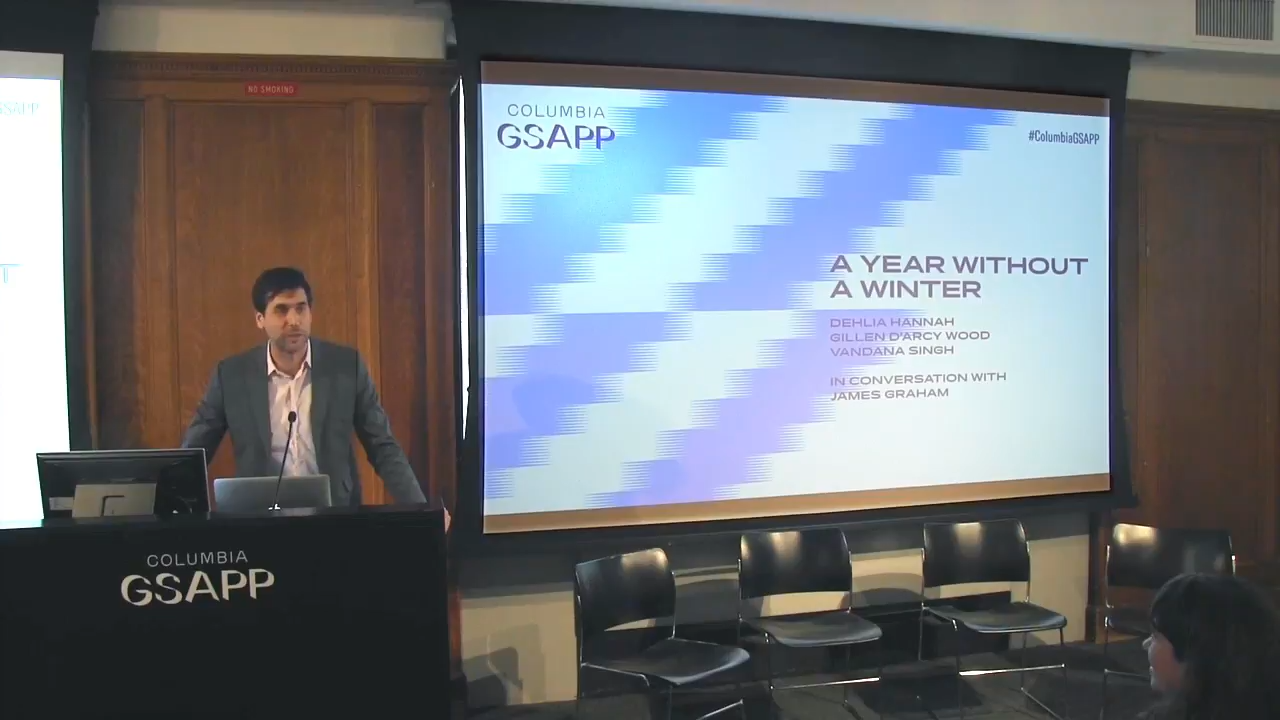 NO SMOKING
COLUMBIA
GSAPP
#ColumbiaGSAPP
A YEAR WITHOUT
A WINTER
DEHLIA HANNAH
GILLEN D'ARCY WOOD
VANDANA SINGH
IN CONVERSATION WITH
JAMES GRAHAM
COLUMBIA
GSAPP